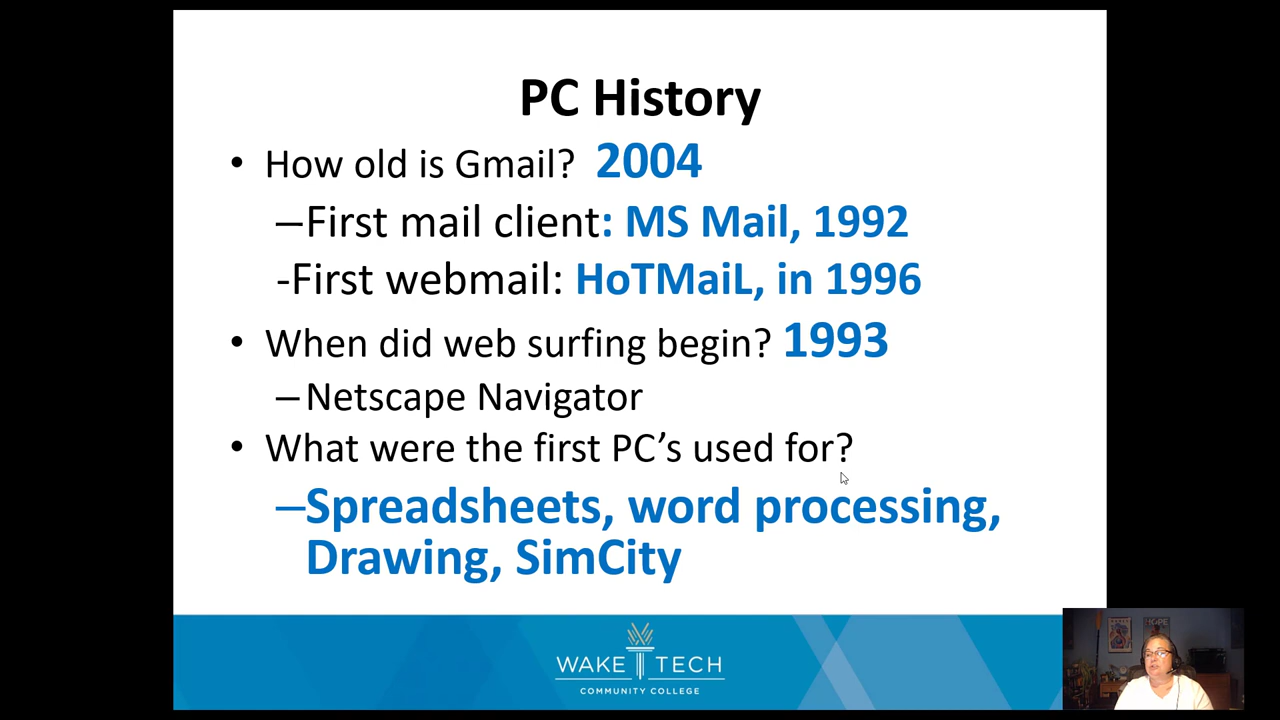 PC History
• How old is Gmail? 2004
–First mail client: MS Mail, 1992
-First webmail: HoTMaiL, in 1996
• When did web surfing begin? 1993
–Netscape Navigator
• What were the first PC’s used for?
–Spreadsheets, word processing,
Drawing, SimCity
WAKE TECH
COMMUNITY COLLEGE
HOPE